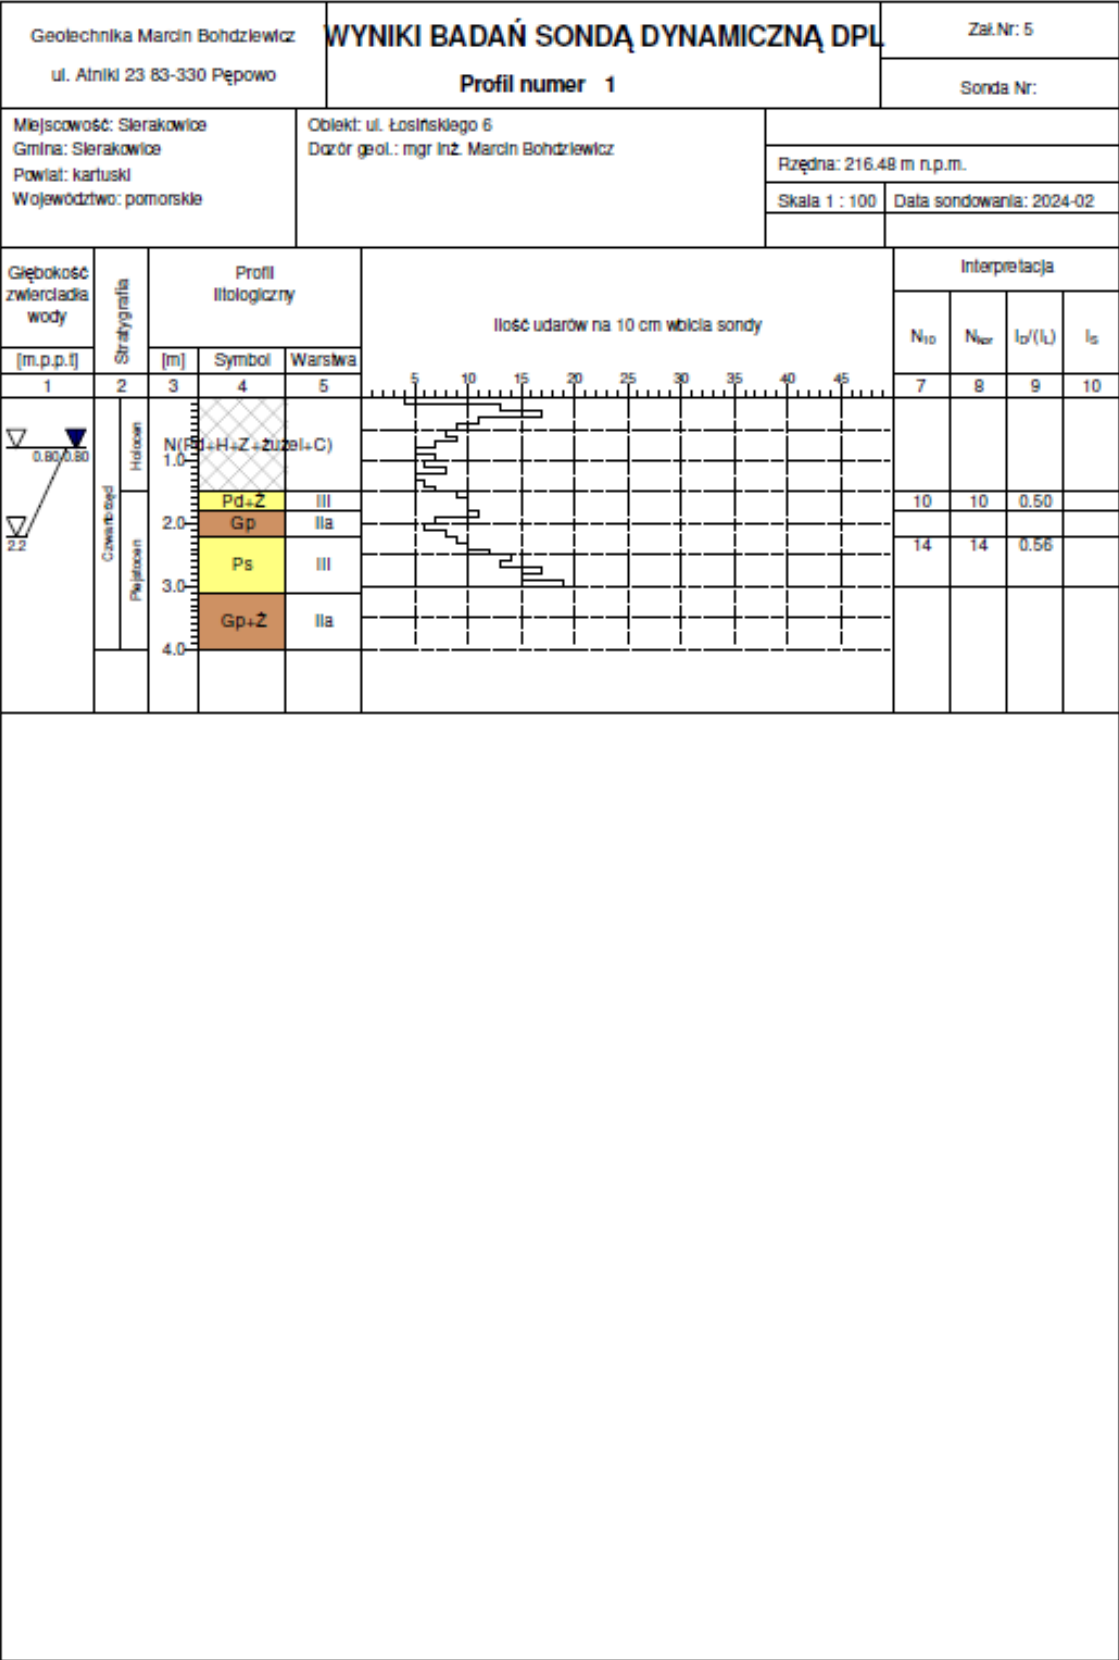 Geotechnika Marcin Bohdziewicz
ul. Atniki 23 83-330 Pępowo
WYNIKI BADAŃ SONDĄ DYNAMICZNĄ DPL
Profil numer 1
Zał.Nr: 5
Sonda Nr:
Miejscowość: Sierakowice
Gmina: Sierakowice
Powiat: kartuski
Województwo: pomorskie
Obiekt: ul. Łosińskiego 6
Dozór geol.: mgr inż. Marcin Bohdziewicz
Rzędna: 216.48 m n.p.m.
Skala 1 : 100
Data sondowania: 2024-02
Głębokość
zwierciadła
wody
[m.p.p.t]
Stratygrafia
Profil
litologiczny
[m]
Symbol
Warstwa
Ilość udarów na 10 cm wbicia sondy
Interpretacja
N10
Nkor
ID/(IL)
IS
1 2 3 4 5
5 10 15 20 25 30 35 40 45
7 8 9 10
0.80 0.80
2.2
Czwartorzęd
Holocen
Plejstocen
1.0
2.0
3.0
4.0
N(Pd+H+Z+żużel+C)
Pd+Ż III 10 10 0.50
Gp IIa
Ps III 14 14 0.56
Gp+Ż IIa